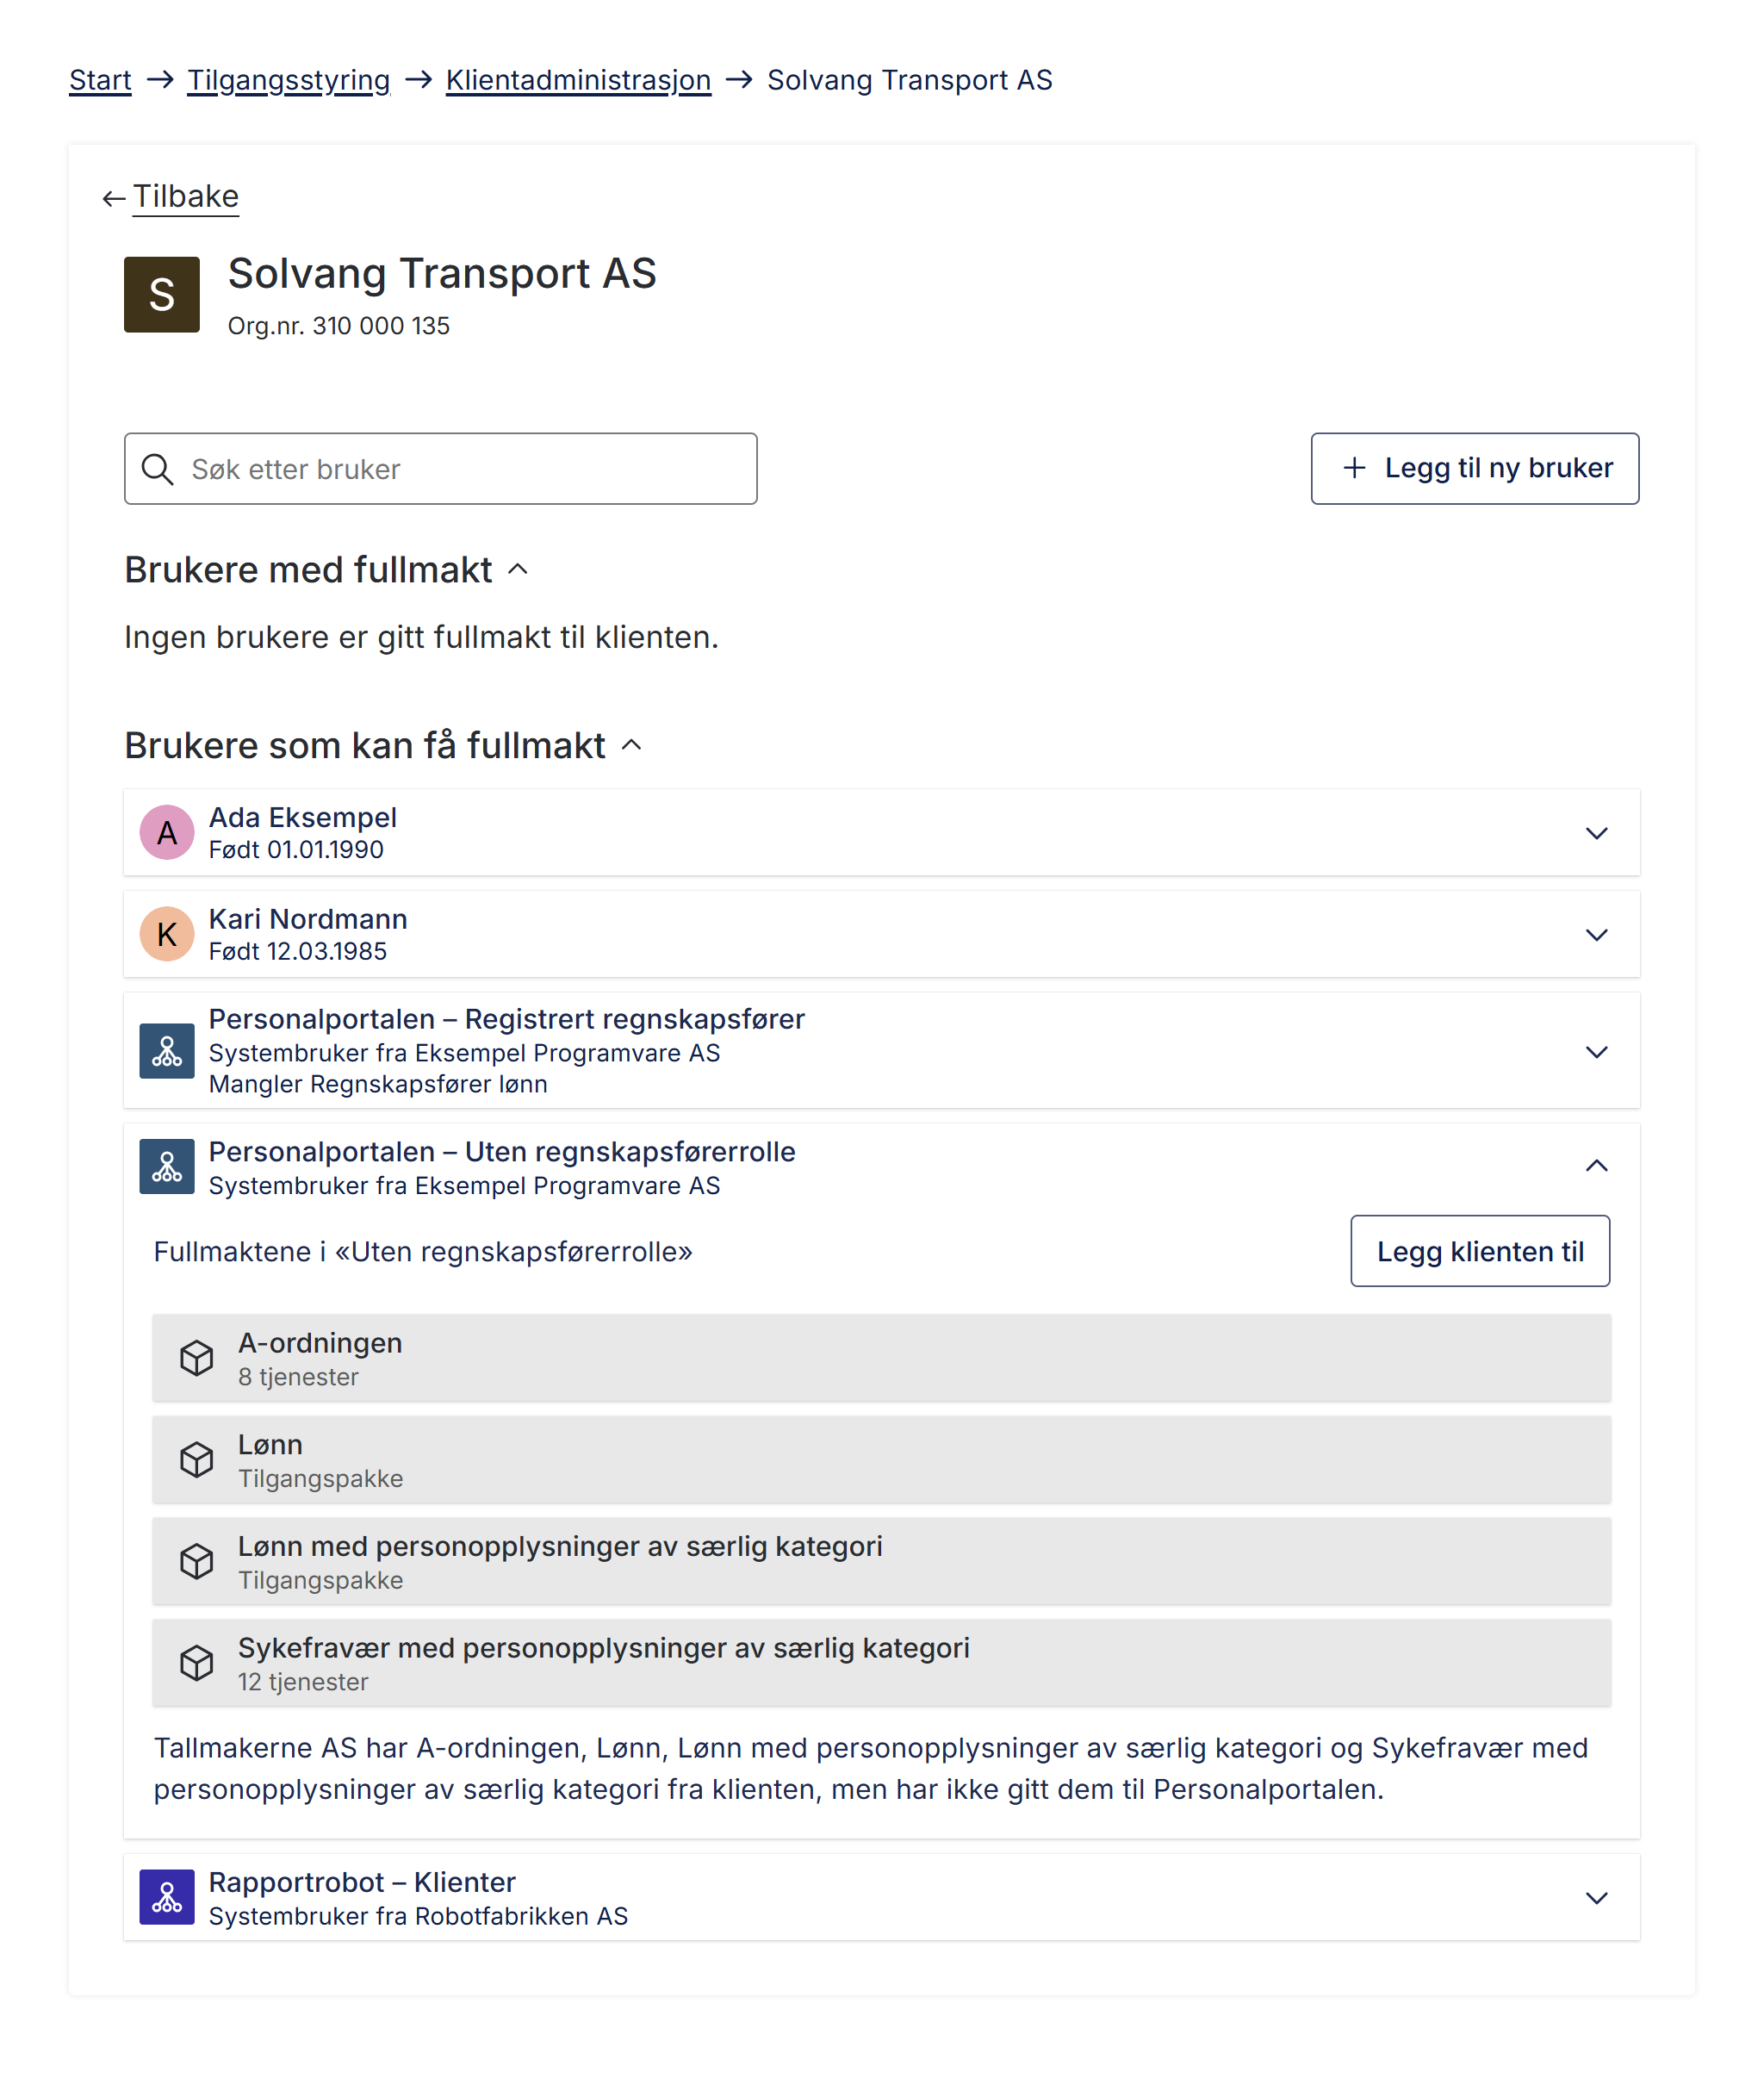 Start → Tilgangsstyring → Klientadministrasjon → Solvang Transport AS
← Tilbake
S
Solvang Transport AS
Org.nr. 310 000 135
Søk etter bruker
+ Legg til ny bruker
Brukere med fullmakt
Ingen brukere er gitt fullmakt til klienten.
Brukere som kan få fullmakt
A
Ada Eksempel
Født 01.01.1990
K
Kari Nordmann
Født 12.03.1985
Personalportalen – Registrert regnskapsfører
Systembruker fra Eksempel Programvare AS
Mangler Regnskapsfører lønn
Personalportalen – Uten regnskapsførerrolle
Systembruker fra Eksempel Programvare AS
Fullmaktene i «Uten regnskapsførerrolle»
Legg klienten til
A-ordningen
8 tjenester
Lønn
Tilgangspakke
Lønn med personopplysninger av særlig kategori
Tilgangspakke
Sykefravær med personopplysninger av særlig kategori
12 tjenester
Tallmakerne AS har A-ordningen, Lønn, Lønn med personopplysninger av særlig kategori og Sykefravær med
personopplysninger av særlig kategori fra klienten, men har ikke gitt dem til Personalportalen.
Rapportrobot – Klienter
Systembruker fra Robotfabrikken AS